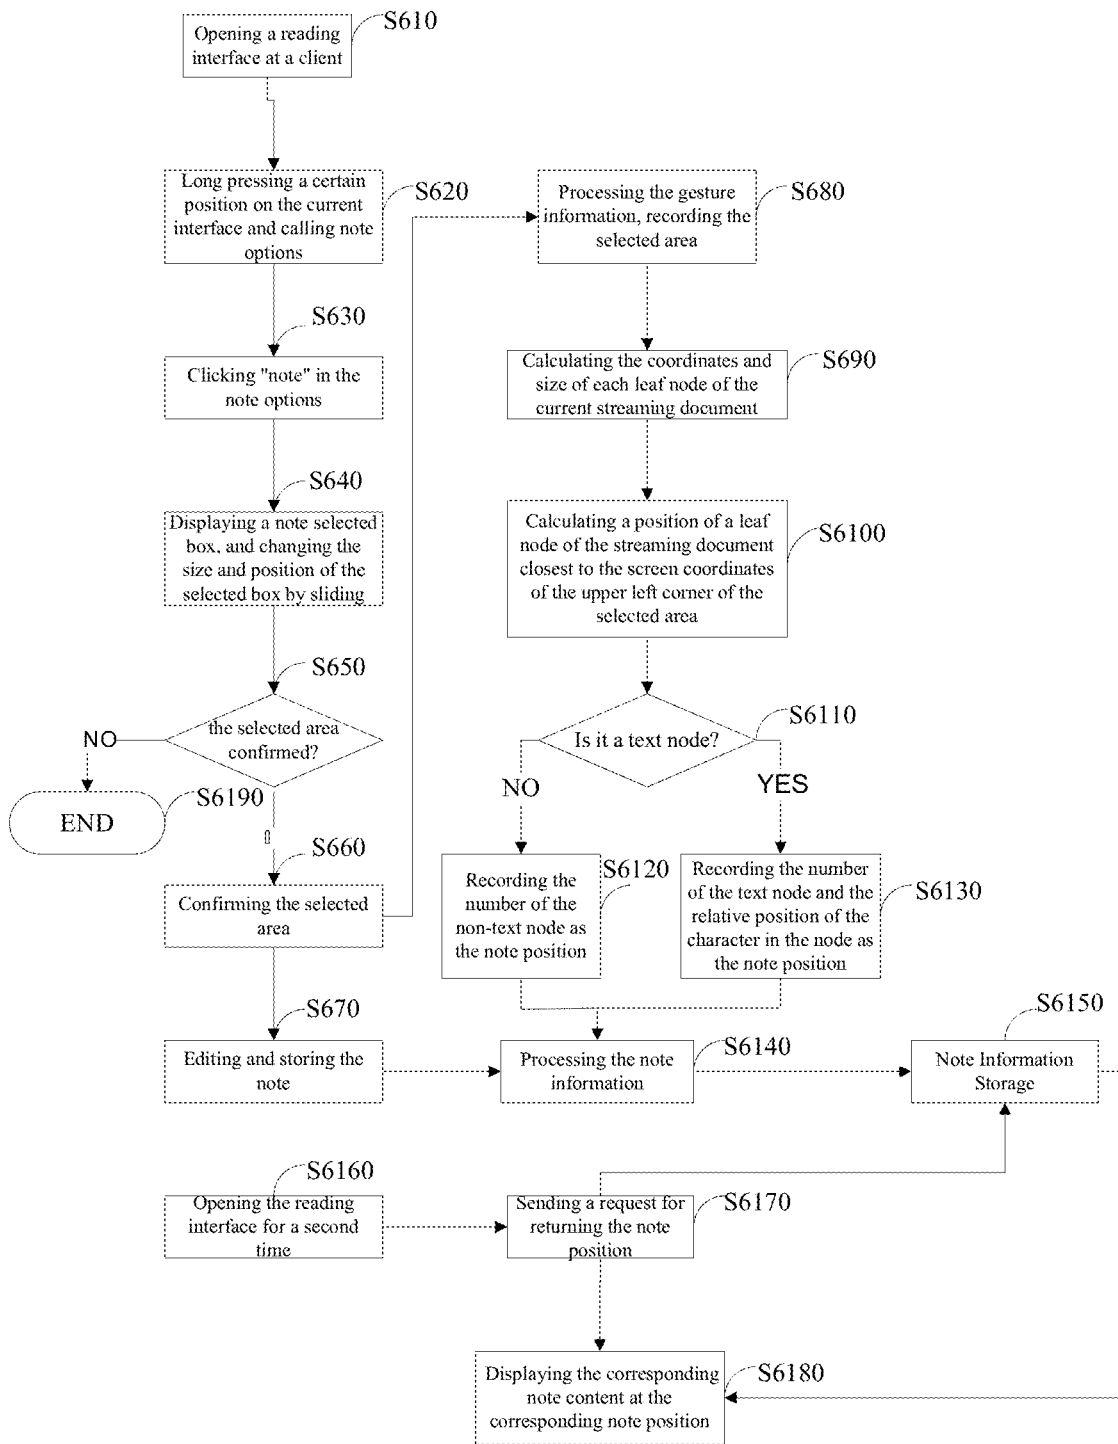 S610
Opening a reading
interface at a client
Long pressing a certain
position on the current
interface and calling note
options
S620
S630
Clicking "note" in the
note options
S640
Displaying a note selected
box, and changing the
size and position of the
selected box by sliding
S650
the selected area
confirmed?
NO
S6190
END
S660
Confirming the selected
area
S670
Editing and storing the
note
Processing the gesture
information, recording the
selected area
S680
Calculating the coordinates and
size of each leaf node of the
current streaming document
S690
Calculating a position of a leaf
node of the streaming document
closest to the screen coordinates
of the upper left corner of the
selected area
S6100
Is it a text node?
S6110
NO
YES
Recording the
number of the
non-text node as
the note position
S6120
Recording the number
of the text node and the
relative position of the
character in the node as
the note position
S6130
Processing the note
information
S6140
S6150
Note Information
Storage
S6160
Opening the reading
interface for a second
time
Sending a request for
returning the note
position
S6170
Displaying the corresponding
note content at the
corresponding note position
S6180